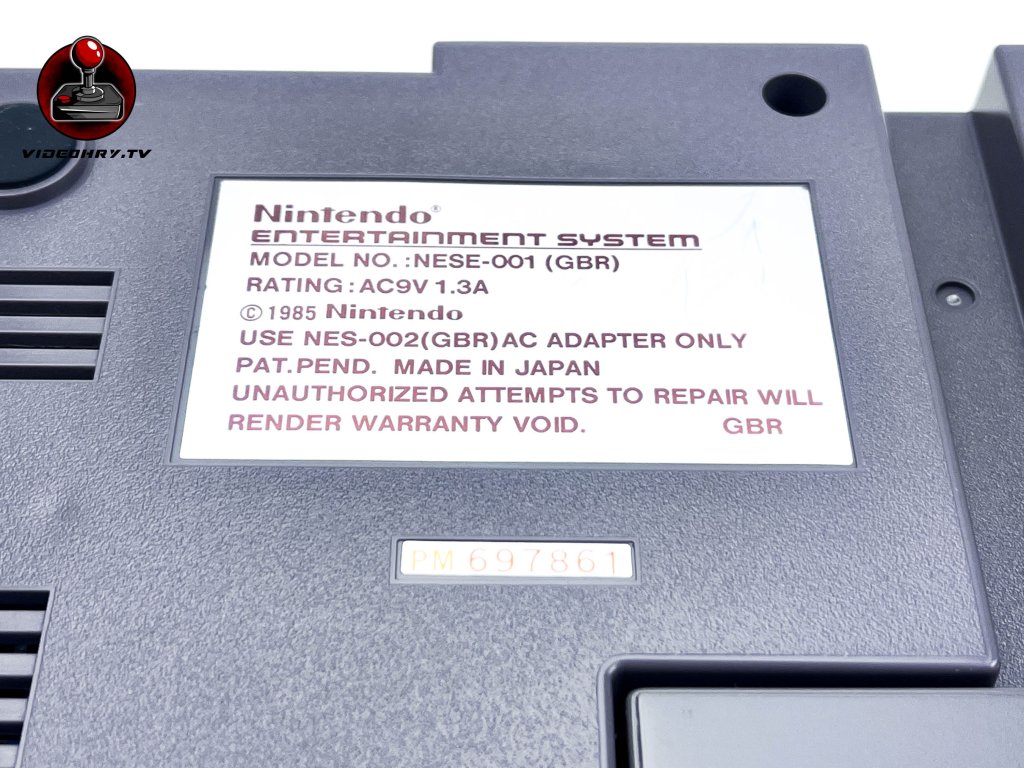 VIDEOHRY.TV
Nintendo®
ENTERTAINMENT SYSTEM
MODEL NO.:NESE-001 (GBR)
RATING:AC9V 1.3A
©1985 Nintendo
USE NES-002(GBR)AC ADAPTER ONLY
PAT.PEND. MADE IN JAPAN
UNAUTHORIZED ATTEMPTS TO REPAIR WILL
RENDER WARRANTY VOID. GBR
PM 697861